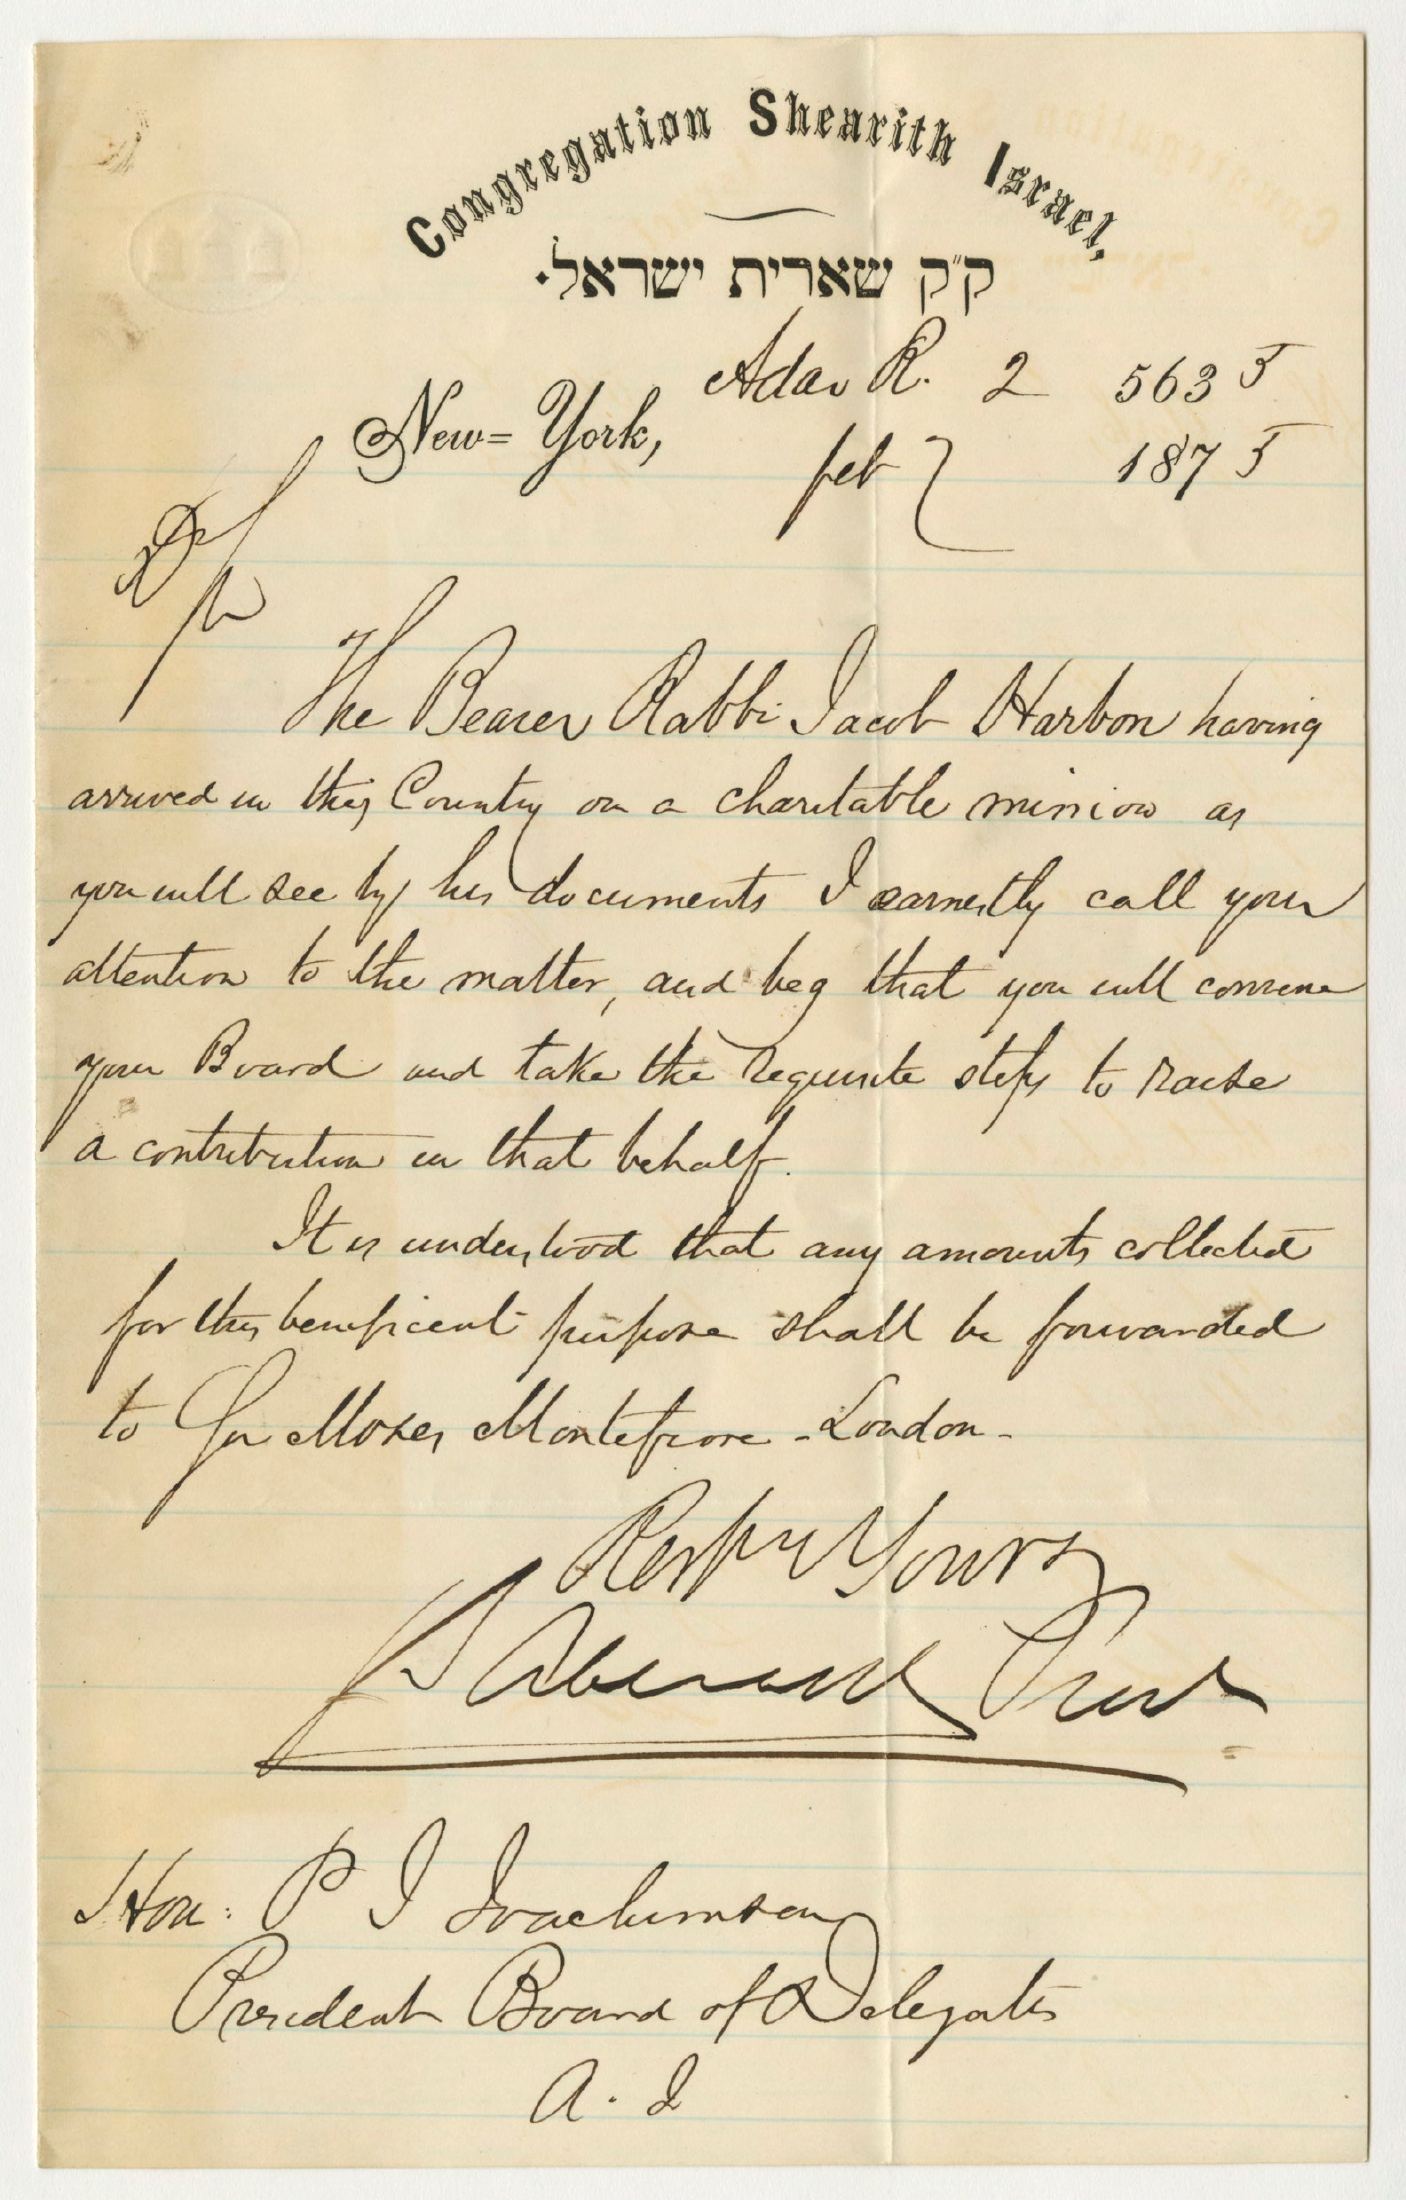 Congregation Shearith Israel,
ק"ק שארית ישראל.
Adar R. 2 5635
New=York, feb 7 1875
Dr Sir
The Bearer Rabbi Jacob Harbon having
arrived in this Country on a charitable mission as
you will see by his documents I earnestly call your
attention to the matter, and beg that you will convene
your Board and take the requisite steps to raise
a contribution in that behalf.
It is understood that any amounts collected
for this beneficent purpose shall be forwarded
to Sir Moses Montefiore - London -
Respy Yours
Prest
Hon: P I Joachimsen
President Board of Delegates
A. I